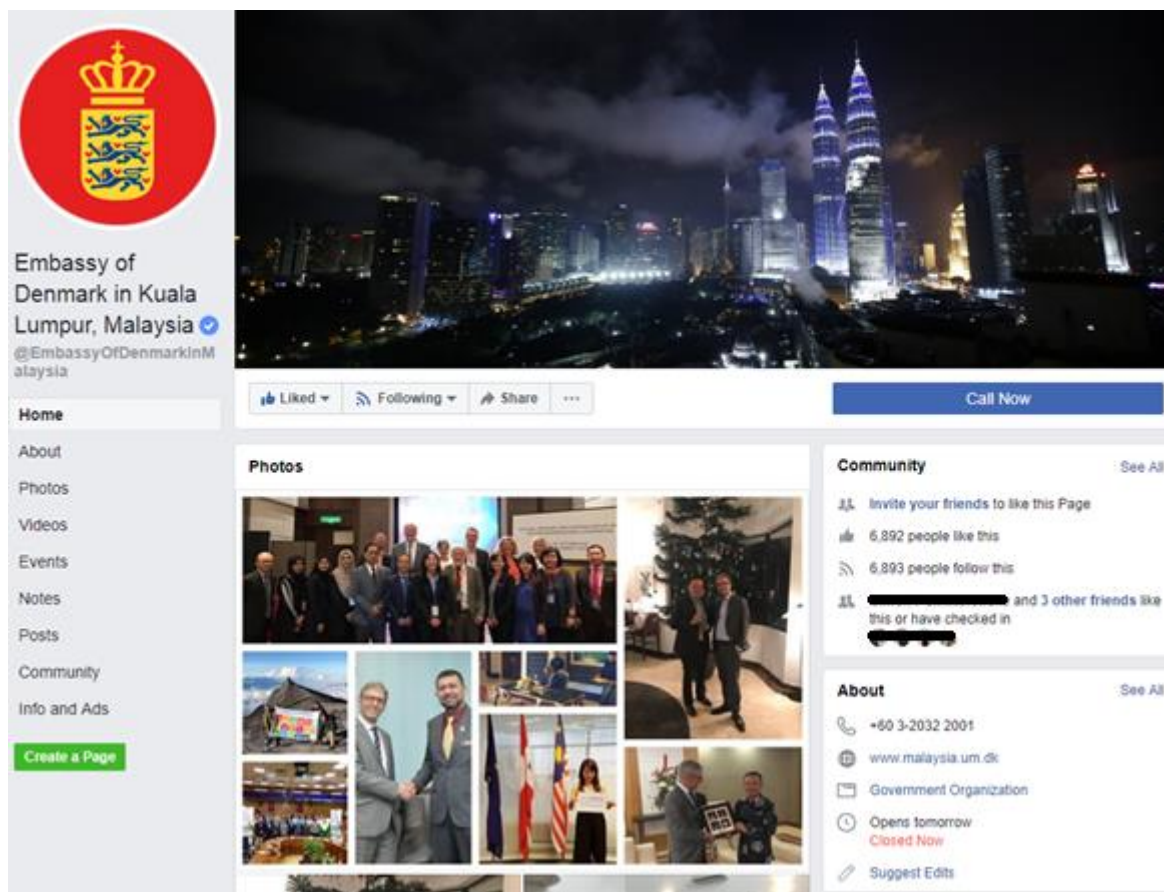 Embassy of
Denmark in Kuala
Lumpur, Malaysia
@EmbassyOfDenmarkInM
alaysia
Home
About
Photos
Videos
Events
Notes
Posts
Community
Info and Ads
Create a Page
Liked
Following
Share
...
Call Now
Photos
Community
See All
Invite your friends to like this Page
6,892 people like this
6,893 people follow this
and 3 other friends like
this or have checked in
About
See All
+60 3-2032 2001
www.malaysia.um.dk
Government Organization
Opens tomorrow
Closed Now
Suggest Edits